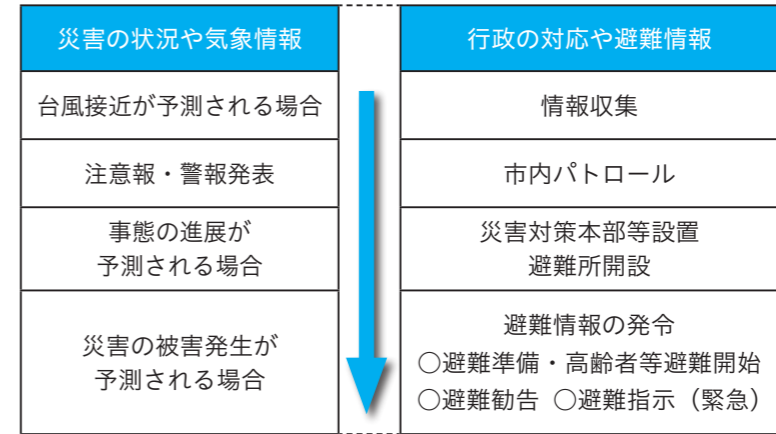 災害の状況や気象情報
行政の対応や避難情報
台風接近が予測される場合
情報収集
注意報・警報発表
市内パトロール
事態の進展が
予測される場合
災害対策本部等設置
避難所開設
災害の被害発生が
予測される場合
避難情報の発令
○避難準備・高齢者等避難開始
○避難勧告 ○避難指示（緊急）